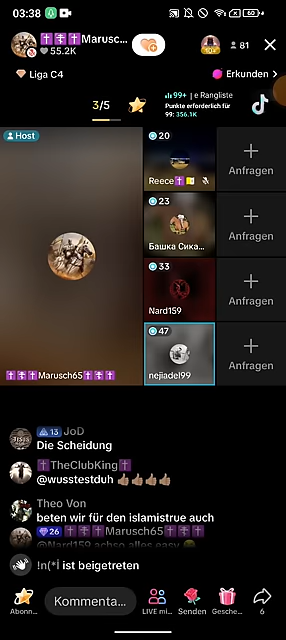 03:38
✝️✝️✝️Marusc...
55.2K
81
Liga C4
Erkunden >
3/5
99+ | e Rangliste
Punkte erforderlich für
99: 356.1K
Host
20
Reece✝️
23
Башка Сика...
33
Nard159
47
nejiadel99
Anfragen
Anfragen
Anfragen
Anfragen
✝️✝️✝️Marusch65✝️✝️✝️
13 JoD
Die Scheidung
✝️TheClubKing✝️
@wusstestduh 👍🏽👍🏽👍🏽👍🏽
Theo Von
beten wir für den islamistrue auch
26 ✝️✝️✝️Marusch65✝️✝️✝️
@Nard159 achso alles easy
!n(*i ist beigetreten
Kommenta...
Abonn...
LIVE mi...
Senden
Gesche...
6